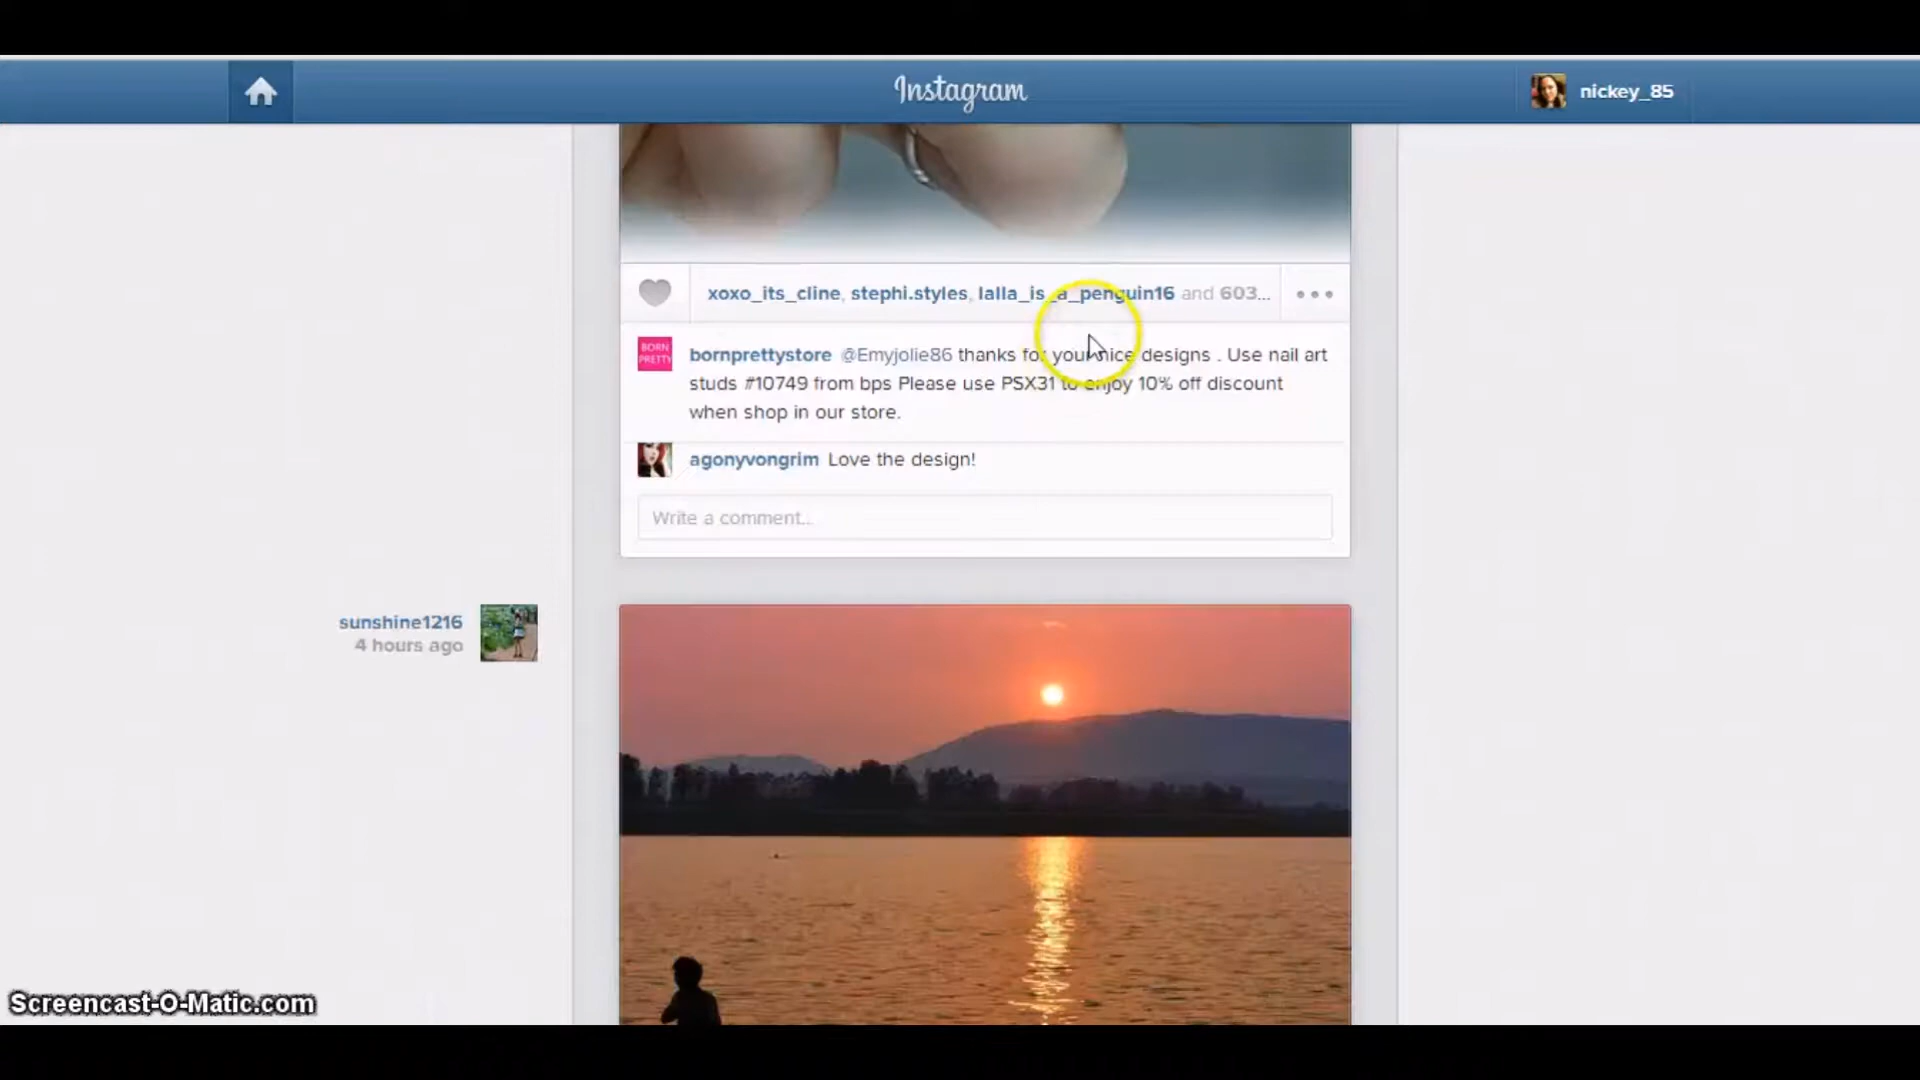 Instagram
nickey_85
xoxo_its_cline, stephi.styles, lalla_is_a_penguin16 and 603...
BORN
PRETTY
bornprettystore @Emyjolie86 thanks for your nice designs . Use nail art
studs #10749 from bps Please use PSX31 to enjoy 10% off discount
when shop in our store.
agonyvongrim Love the design!
Write a comment...
sunshine1216
4 hours ago
Screencast-O-Matic.com